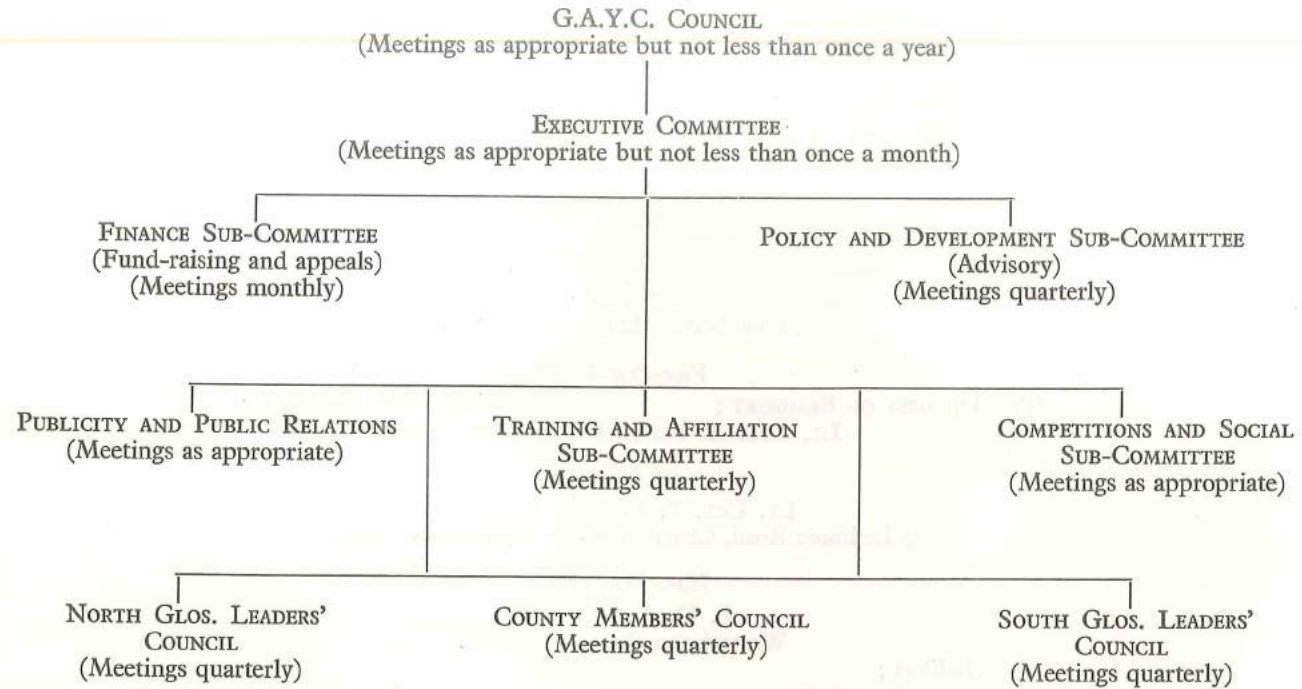 G.A.Y.C. COUNCIL
(Meetings as appropriate but not less than once a year)
EXECUTIVE COMMITTEE
(Meetings as appropriate but not less than once a month)
FINANCE SUB-COMMITTEE
(Fund-raising and appeals)
(Meetings monthly)
POLICY AND DEVELOPMENT SUB-COMMITTEE
(Advisory)
(Meetings quarterly)
PUBLICITY AND PUBLIC RELATIONS
(Meetings as appropriate)
TRAINING AND AFFILIATION
SUB-COMMITTEE
(Meetings quarterly)
COMPETITIONS AND SOCIAL
SUB-COMMITTEE
(Meetings as appropriate)
NORTH GLOS. LEADERS'
COUNCIL
(Meetings quarterly)
COUNTY MEMBERS' COUNCIL
(Meetings quarterly)
SOUTH GLOS. LEADERS'
COUNCIL
(Meetings quarterly)